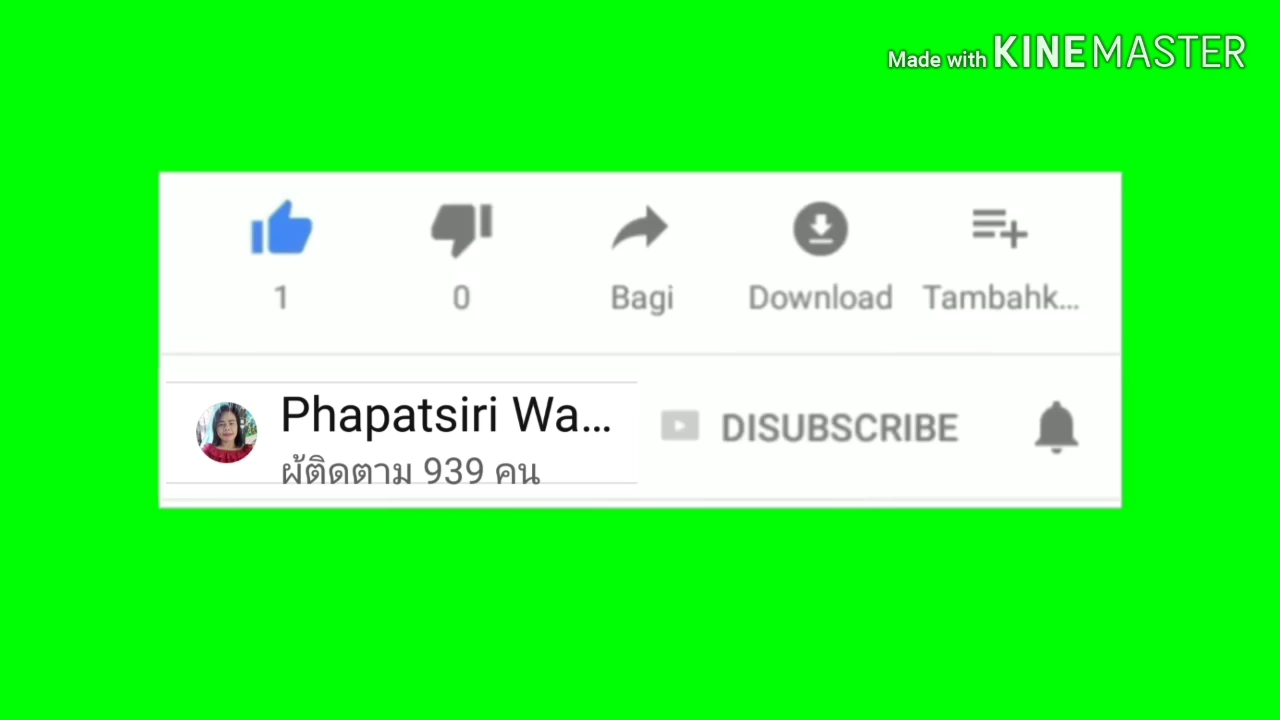 Made with KINEMASTER
1 0 Bagi Download Tambahk...
Phapatsiri Wa...
DISUBSCRIBE
ผู้ติดตาม 939 คน